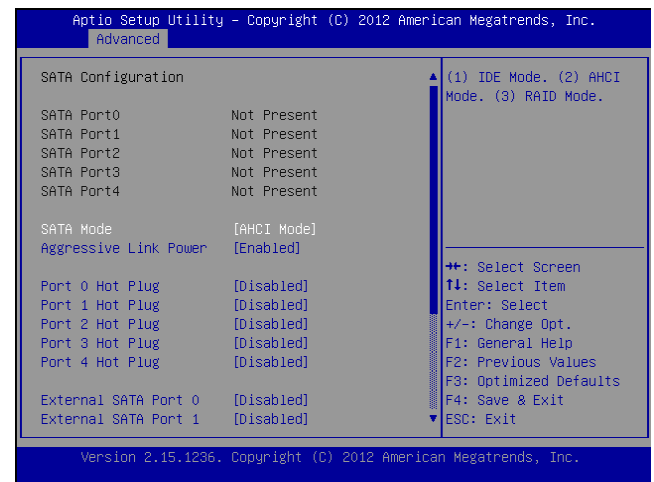 Aptio Setup Utility – Copyright (C) 2012 American Megatrends, Inc.
Advanced
SATA Configuration
SATA Port0 Not Present
SATA Port1 Not Present
SATA Port2 Not Present
SATA Port3 Not Present
SATA Port4 Not Present
SATA Mode [AHCI Mode]
Aggressive Link Power [Enabled]
Port 0 Hot Plug [Disabled]
Port 1 Hot Plug [Disabled]
Port 2 Hot Plug [Disabled]
Port 3 Hot Plug [Disabled]
Port 4 Hot Plug [Disabled]
External SATA Port 0 [Disabled]
External SATA Port 1 [Disabled]
(1) IDE Mode. (2) AHCI
Mode. (3) RAID Mode.
→←: Select Screen
↑↓: Select Item
Enter: Select
+/-: Change Opt.
F1: General Help
F2: Previous Values
F3: Optimized Defaults
F4: Save & Exit
ESC: Exit
Version 2.15.1236. Copyright (C) 2012 American Megatrends, Inc.